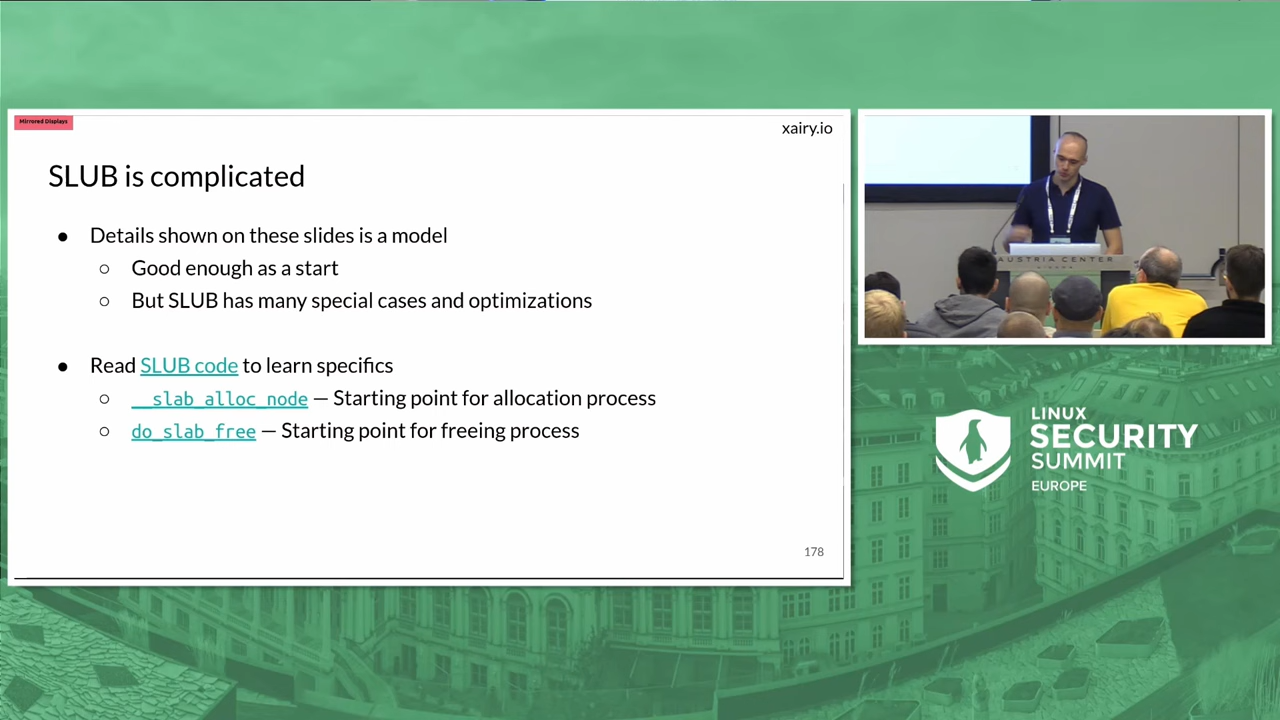 Mirrored Displays
xairy.io
SLUB is complicated
● Details shown on these slides is a model
○ Good enough as a start
○ But SLUB has many special cases and optimizations
● Read SLUB code to learn specifics
○ __slab_alloc_node — Starting point for allocation process
○ do_slab_free — Starting point for freeing process
178
AUSTRIA CENTER
LINUX
SECURITY
SUMMIT
EUROPE